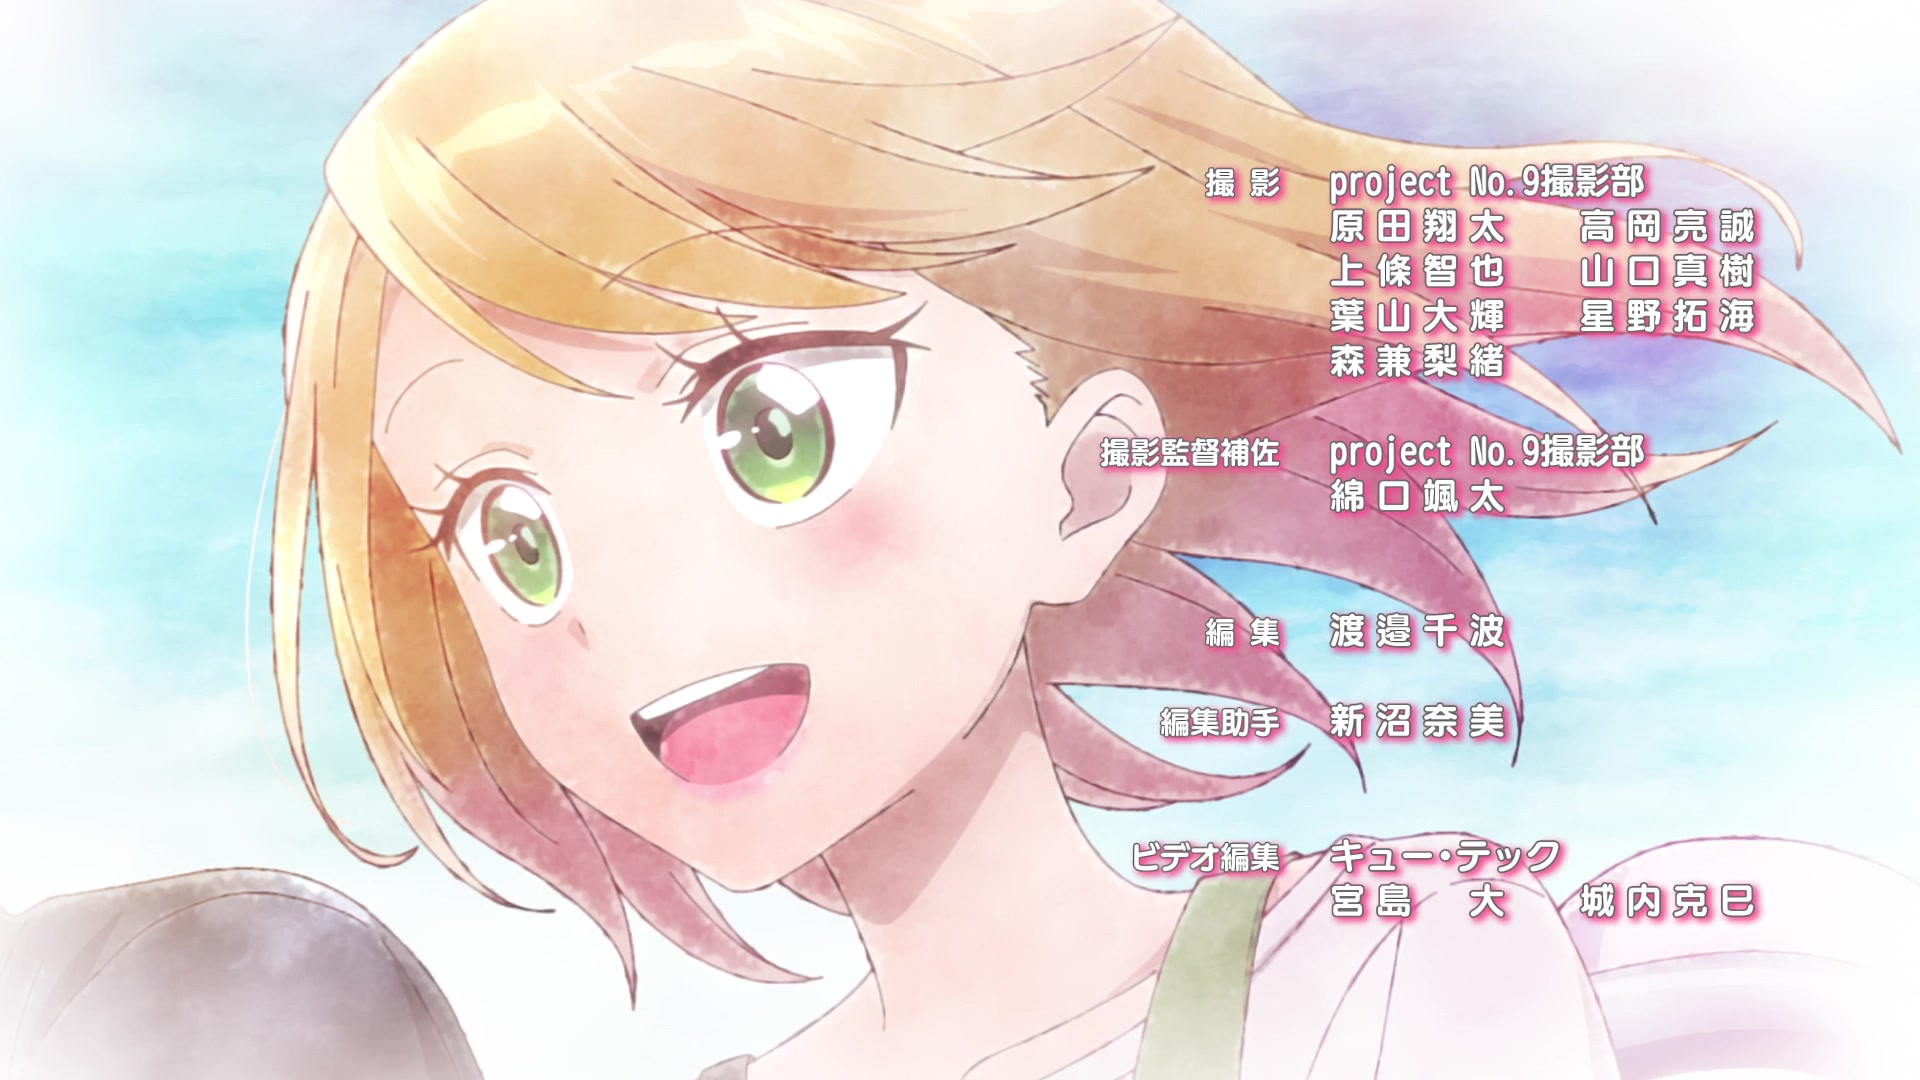 撮影 project No.9撮影部
原田翔太 高岡亮誠
上條智也 山口真樹
葉山大輝 星野拓海
森兼梨緒
撮影監督補佐 project No.9撮影部
綿口颯太
編集 渡邉千波
編集助手 新沼奈美
ビデオ編集 キュー・テック
宮島 大 城内克巳